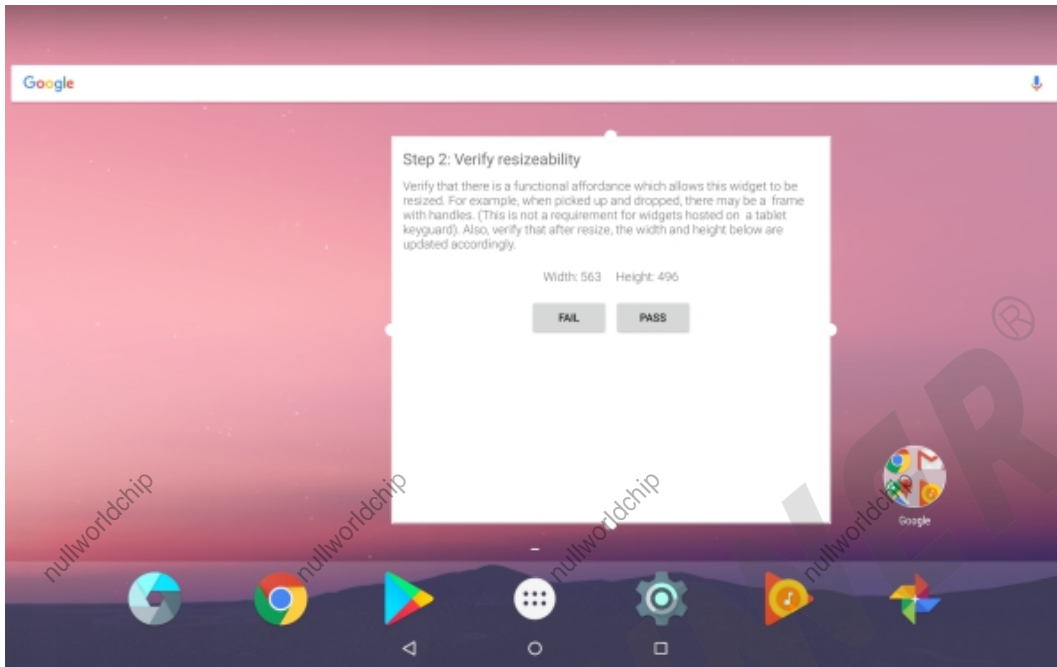 Google
Step 2: Verify resizeability
Verify that there is a functional affordance which allows this widget to be
resized. For example, when picked up and dropped, there may be a frame
with handles. (This is not a requirement for widgets hosted on a tablet
keyguard). Also, verify that after resize, the width and height below are
updated accordingly.
Width: 563 Height: 496
FAIL PASS
Google
nullworldchip nullworldchip nullworldchip nullworldchip